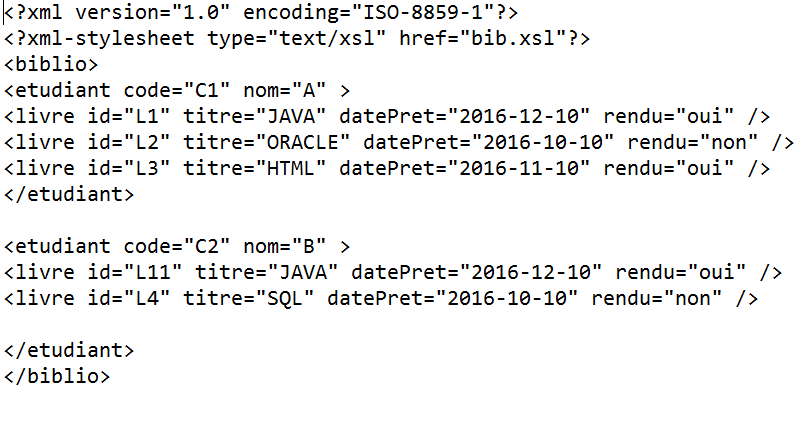 <?xml version="1.0" encoding="ISO-8859-1"?>
<?xml-stylesheet type="text/xsl" href="bib.xsl"?>
<biblio>
<etudiant code="C1" nom="A" >
<livre id="L1" titre="JAVA" datePret="2016-12-10" rendu="oui" />
<livre id="L2" titre="ORACLE" datePret="2016-10-10" rendu="non" />
<livre id="L3" titre="HTML" datePret="2016-11-10" rendu="oui" />
</etudiant>
<etudiant code="C2" nom="B" >
<livre id="L11" titre="JAVA" datePret="2016-12-10" rendu="oui" />
<livre id="L4" titre="SQL" datePret="2016-10-10" rendu="non" />
</etudiant>
</biblio>